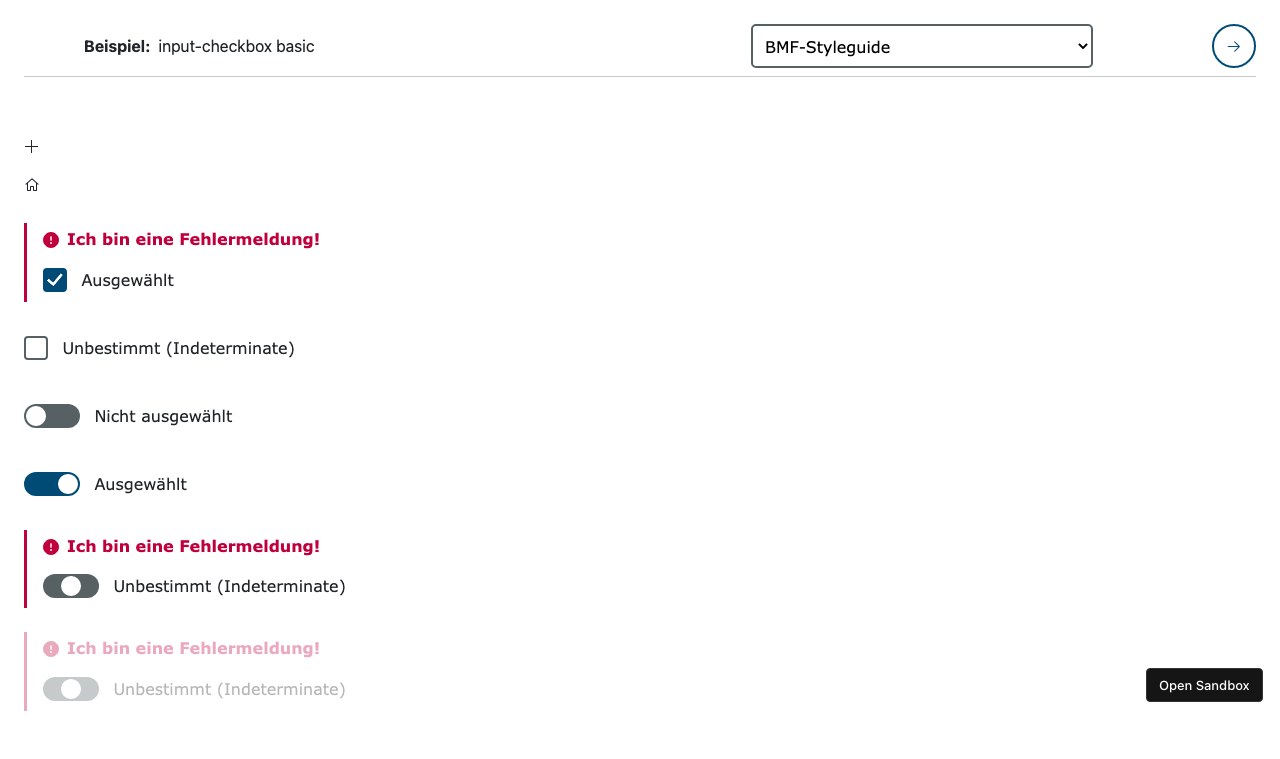 Beispiel: input-checkbox basic
BMF-Styleguide
Ich bin eine Fehlermeldung!
Ausgewählt
Unbestimmt (Indeterminate)
Nicht ausgewählt
Ausgewählt
Ich bin eine Fehlermeldung!
Unbestimmt (Indeterminate)
Ich bin eine Fehlermeldung!
Unbestimmt (Indeterminate)
Open Sandbox